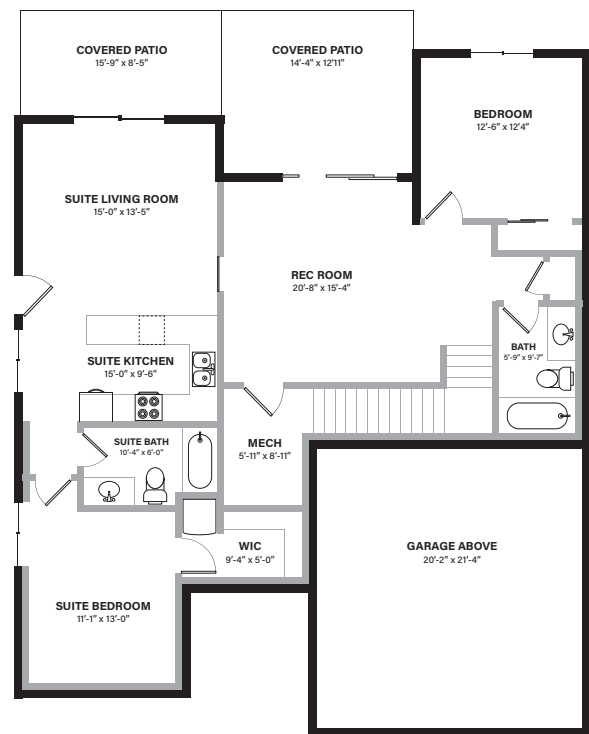 COVERED PATIO
15'-9" x 8'-5"
COVERED PATIO
14'-4" x 12'11"
BEDROOM
12'-6" x 12'4"
SUITE LIVING ROOM
15'-0" x 13'-5"
REC ROOM
20'-8" x 15'-4"
SUITE KITCHEN
15'-0" x 9'-6"
BATH
5'-9" x 9'-7"
SUITE BATH
10'-4" x 6'-0"
MECH
5'-11" x 8'-11"
WIC
9'-4" x 5'-0"
GARAGE ABOVE
20'-2" x 21'-4"
SUITE BEDROOM
11'-1" x 13'-0"